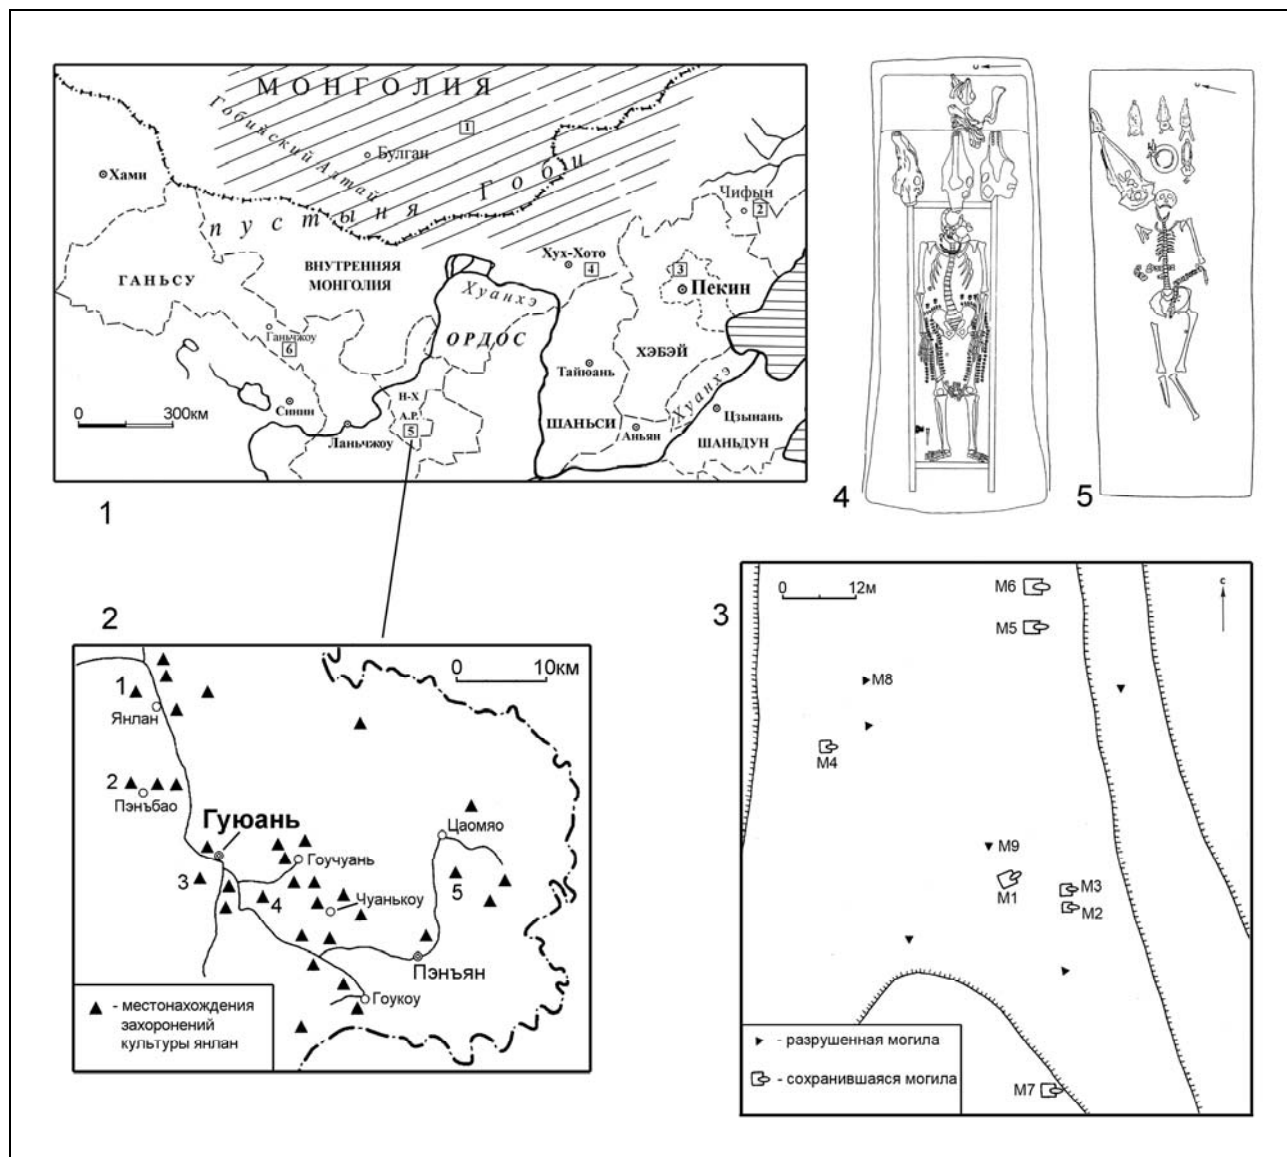 МОНГОЛИЯ
Гобийский Алтай
1
Булган
Гоби
Хами
пустыня
Чифын
2
ГАНЬСУ
ВНУТРЕННЯЯ
МОНГОЛИЯ
Хух-Хото
4
3
Пекин
Хуанхэ
ОРДОС
Ганьчжоу
6
ХЭБЭЙ
Тайюань
0 300км
Синин
Н-Х
А.Р.
5
Ланьчжоу
ШАНЬСИ
Аньян
Хуанхэ
Цзынань
ШАНЬДУН
1
с
4
с
5
2
0 10км
1
Янлан
2
Пэнъбао
Гуюань
Цаомяо
Гоучуань
3
4
Чуанькоу
5
Пэнъян
Гоукоу
- местонахождения
захоронений
культуры янлан
3
0 12м
с
М6
М5
М8
М4
М9
М1
М3
М2
М7
- разрушенная могила
- сохранившаяся могила